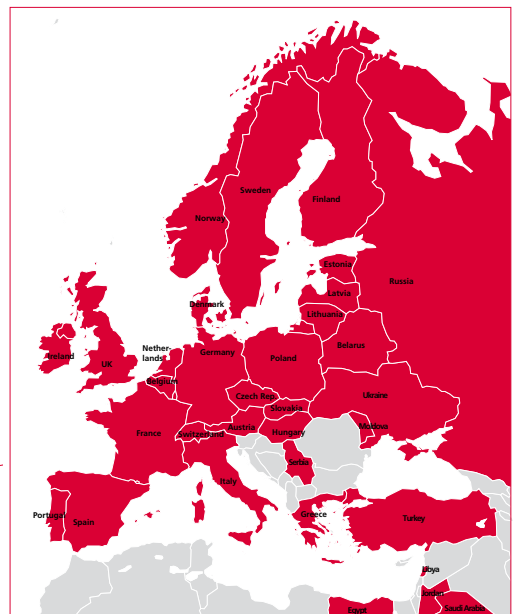 Sweden
Finland
Norway
Estonia
Russia
Latvia
Denmark
Lithuania
Belarus
Nether-
lands
Germany
Poland
Ireland
UK
Belgium
Czech Rep.
Ukraine
Slovakia
Moldova
Austria
Switzerland
Hungary
France
Serbia
Italy
Portugal
Spain
Greece
Turkey
Libya
Jordan
Saudi Arabia
Egypt